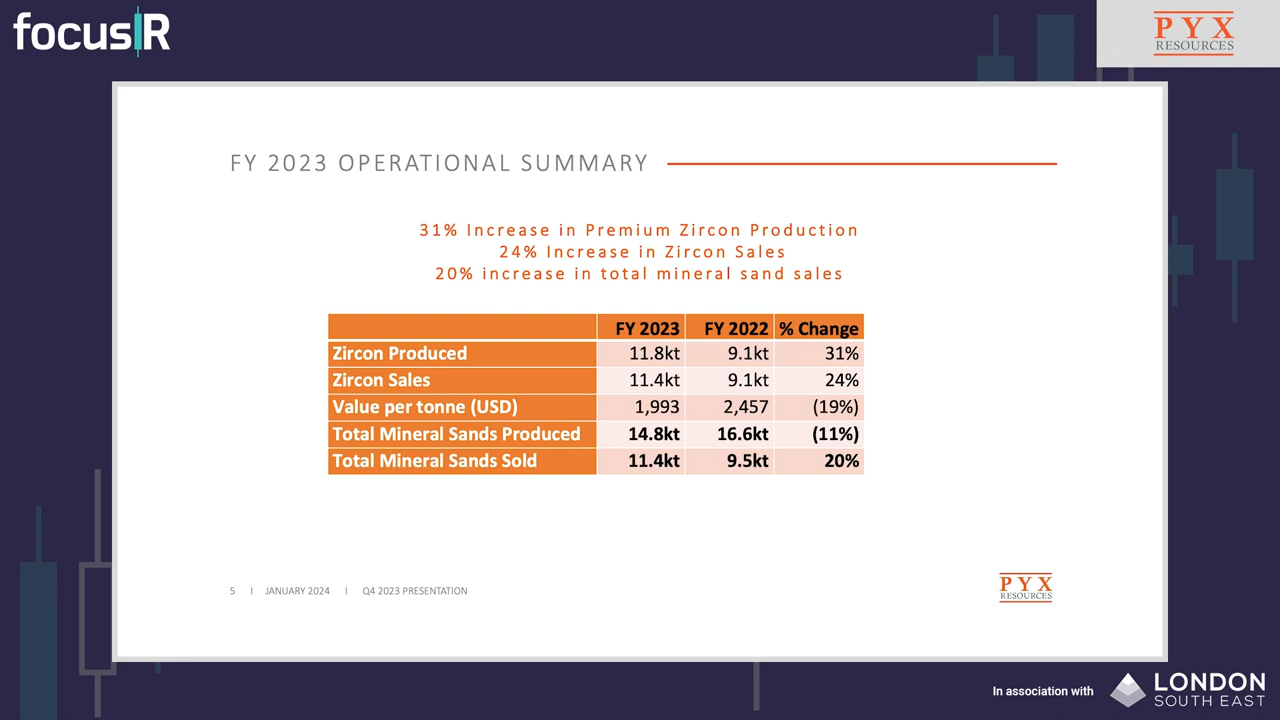 focusIR
PYX
RESOURCES
FY 2023 OPERATIONAL SUMMARY
31% Increase in Premium Zircon Production
24% Increase in Zircon Sales
20% increase in total mineral sand sales
FY 2023 FY 2022 % Change
Zircon Produced 11.8kt 9.1kt 31%
Zircon Sales 11.4kt 9.1kt 24%
Value per tonne (USD) 1,993 2,457 (19%)
Total Mineral Sands Produced 14.8kt 16.6kt (11%)
Total Mineral Sands Sold 11.4kt 9.5kt 20%
5 I JANUARY 2024 I Q4 2023 PRESENTATION
PYX
RESOURCES
In association with
LONDON
SOUTH EAST